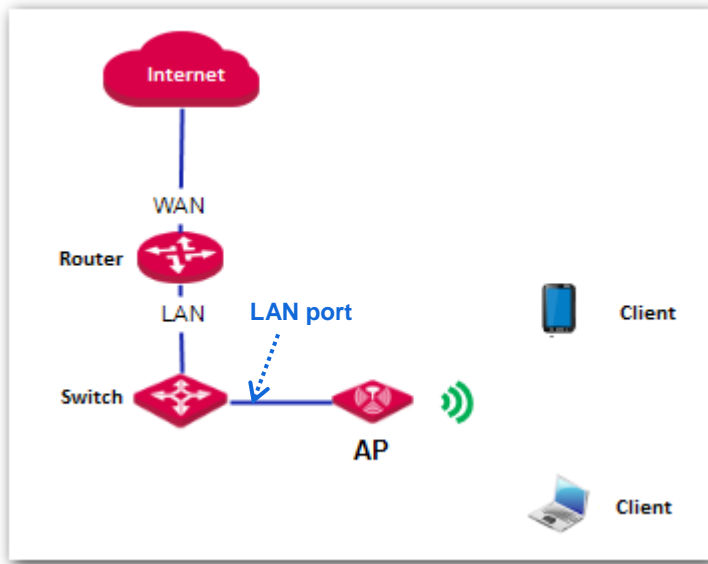 Internet
WAN
Router
LAN
LAN port
Client
Switch
AP
Client